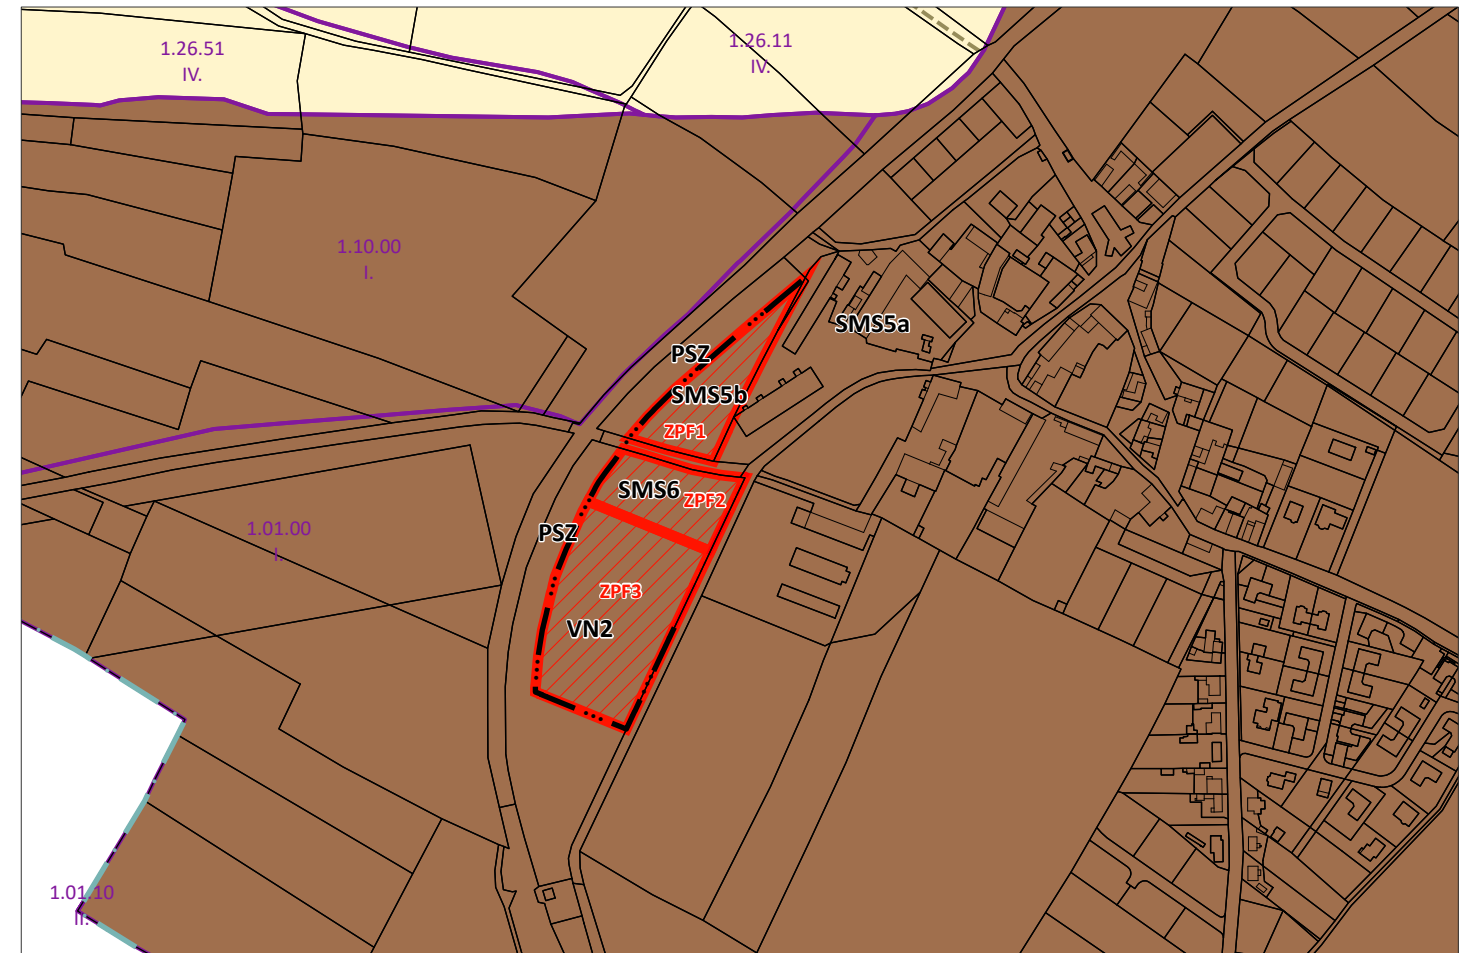 1.26.51
IV.
1.26.11
IV.
1.10.00
I.
SMS5a
PSZ
SMS5b
ZPF1
SMS6
ZPF2
PSZ
1.01.00
I.
ZPF3
VN2
1.01.10
II.